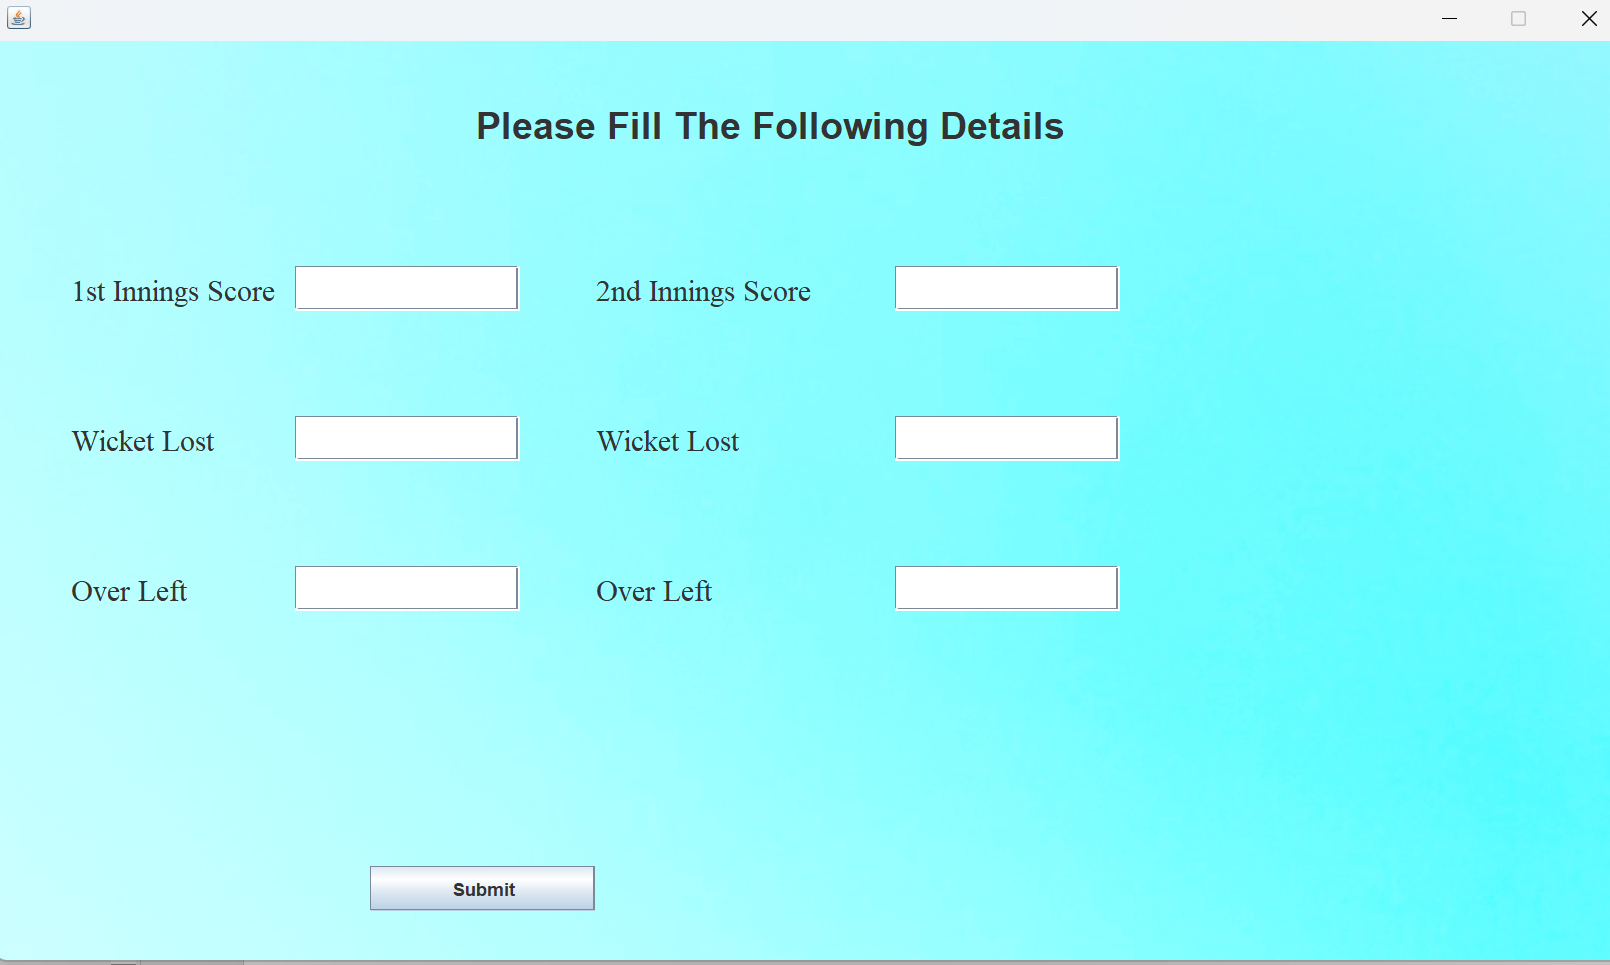 Please Fill The Following Details
1st Innings Score
2nd Innings Score
Wicket Lost
Wicket Lost
Over Left
Over Left
Submit